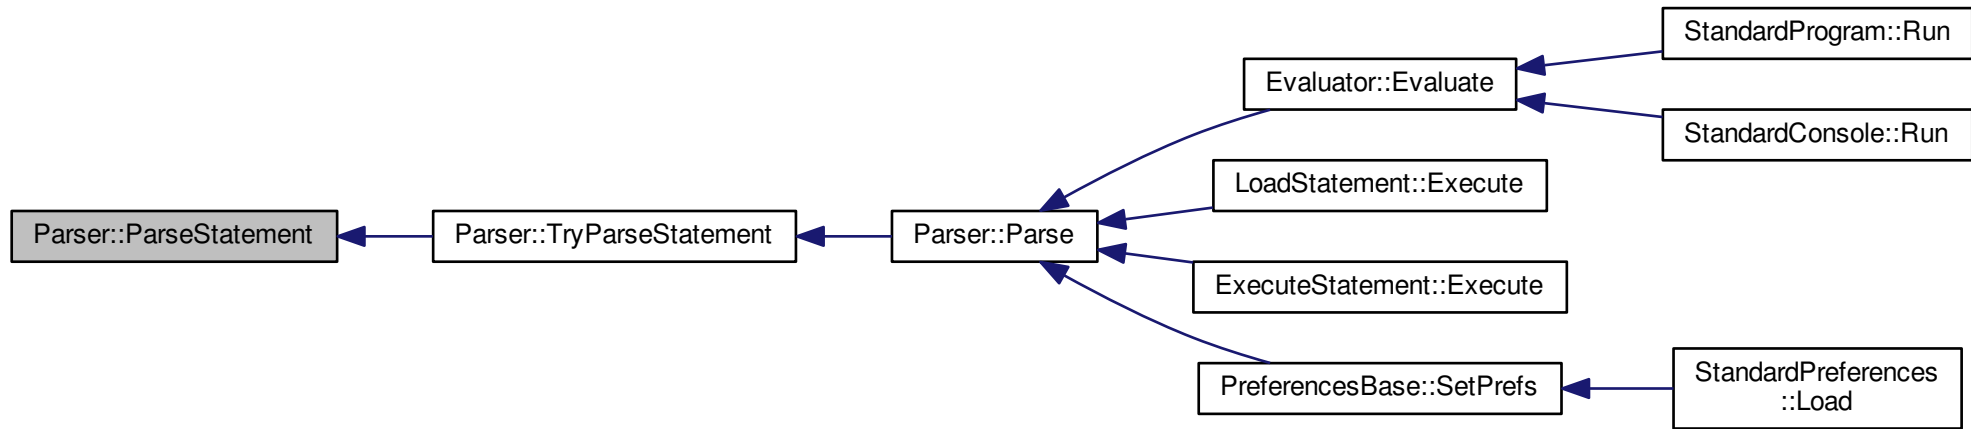 StandardProgram::Run
Evaluator::Evaluate
StandardConsole::Run
LoadStatement::Execute
Parser::ParseStatement
Parser::TryParseStatement
Parser::Parse
ExecuteStatement::Execute
PreferencesBase::SetPrefs
StandardPreferences
::Load